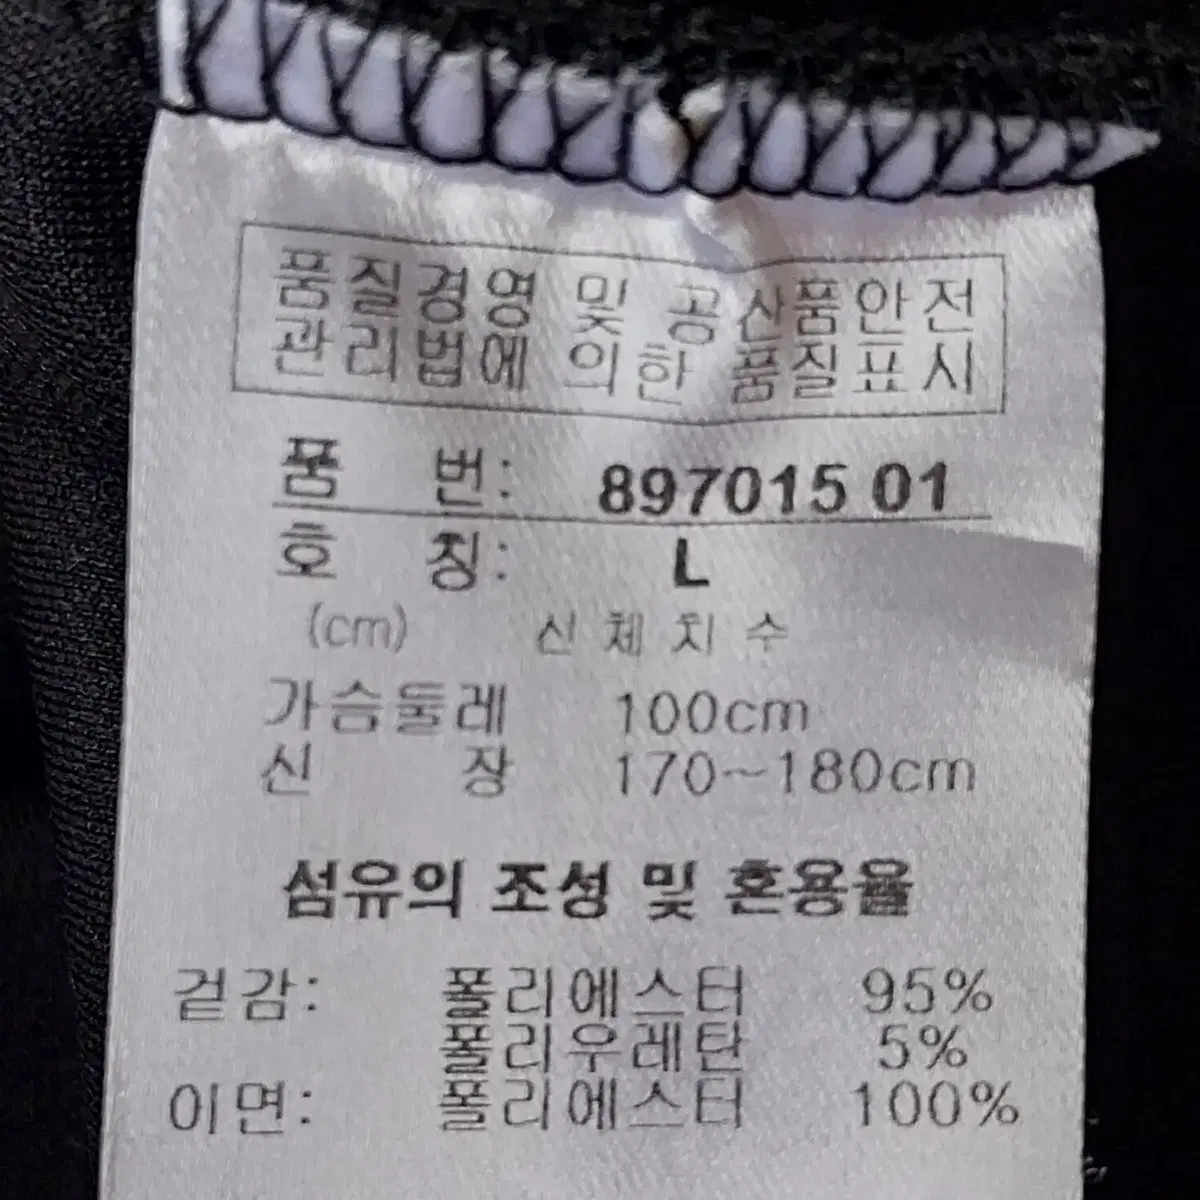 품질경영 및 공산품안전
관리법에 의한 품질표시
품 번: 897015 01
호 칭: L
(cm) 신체치수
가슴둘레 100cm
신 장 170~180cm
섬유의 조성 및 혼용율
겉감: 폴리에스터 95%
폴리우레탄 5%
이면: 폴리에스터 100%